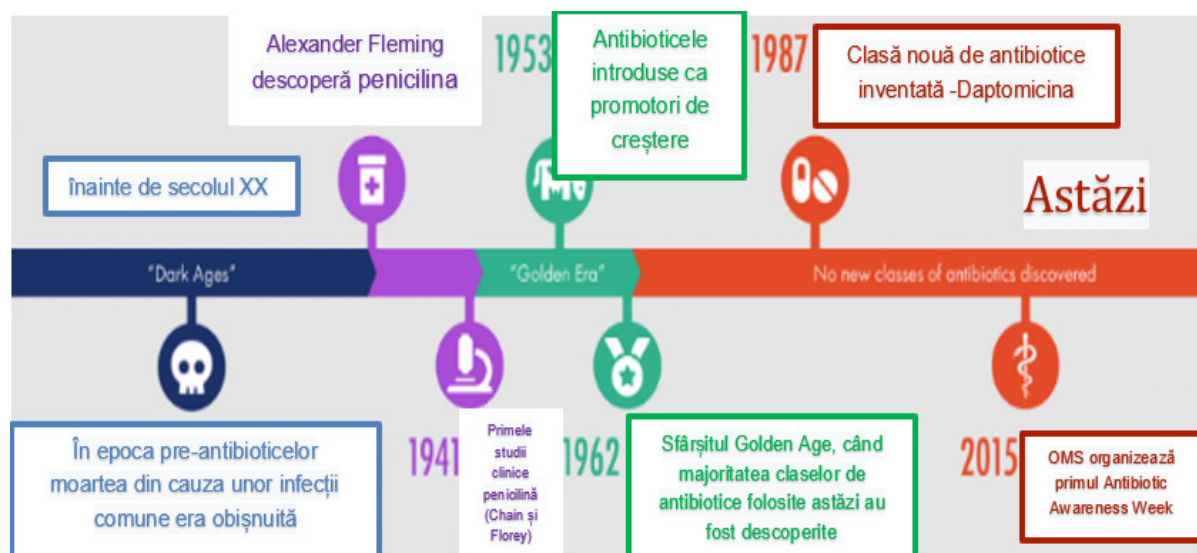 Alexander Fleming
descoperă penicilina
1953
Antibioticele
introduse ca
promotori de
creștere
1987
Clasă nouă de antibiotice
inventată -Daptomicina
înainte de secolul XX
Astăzi
"Dark Ages"
"Golden Era"
No new classes of antibiotics discovered
În epoca pre-antibioticelor
moartea din cauza unor infecții
comune era obișnuită
1941
Primele
studii
clinice
penicilină
(Chain și
Florey)
1962
Sfârșitul Golden Age, când
majoritatea claselor de
antibiotice folosite astăzi au
fost descoperite
2015
OMS organizează
primul Antibiotic
Awareness Week